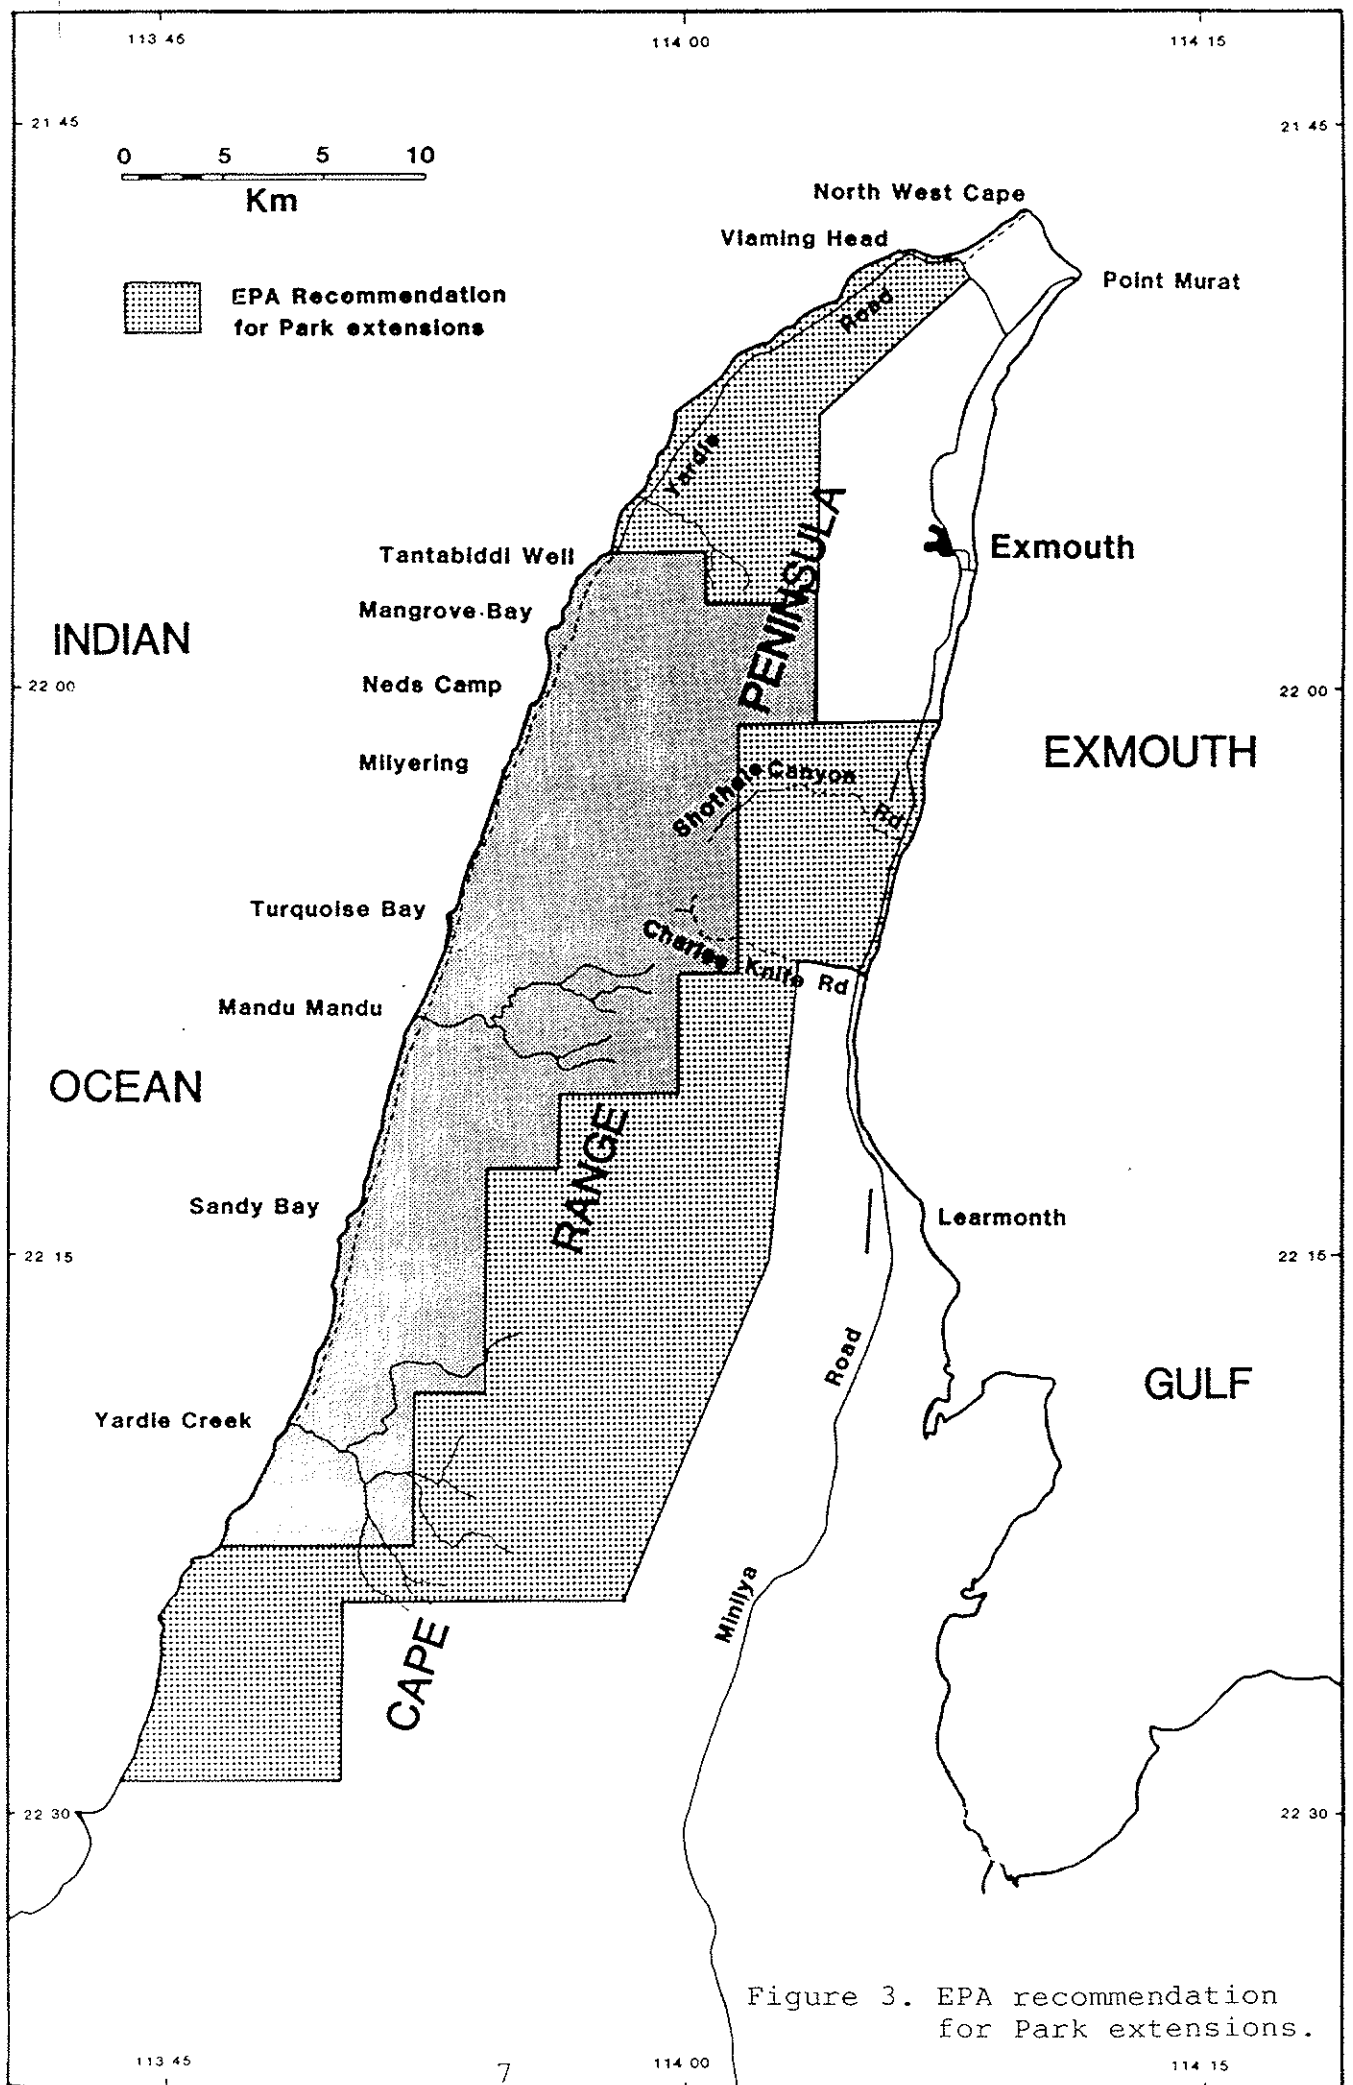 113 45
114 00
114 15
21 45
21 45
0 5 5 10
Km
North West Cape
Vlaming Head
Point Murat
EPA Recommendation
for Park extensions
Road
Yardie
PENINSULA
Exmouth
Tantabiddi Well
Mangrove Bay
INDIAN
Neds Camp
22 00
22 00
EXMOUTH
Milyering
Shothole Canyon
Rd
Turquoise Bay
Charles Knife Rd
Mandu Mandu
OCEAN
RANGE
Sandy Bay
Learmonth
22 15
22 15
Road
GULF
Yardie Creek
Minilya
CAPE
22 30
22 30
Figure 3. EPA recommendation
for Park extensions.
113 45
7
114 00
114 15